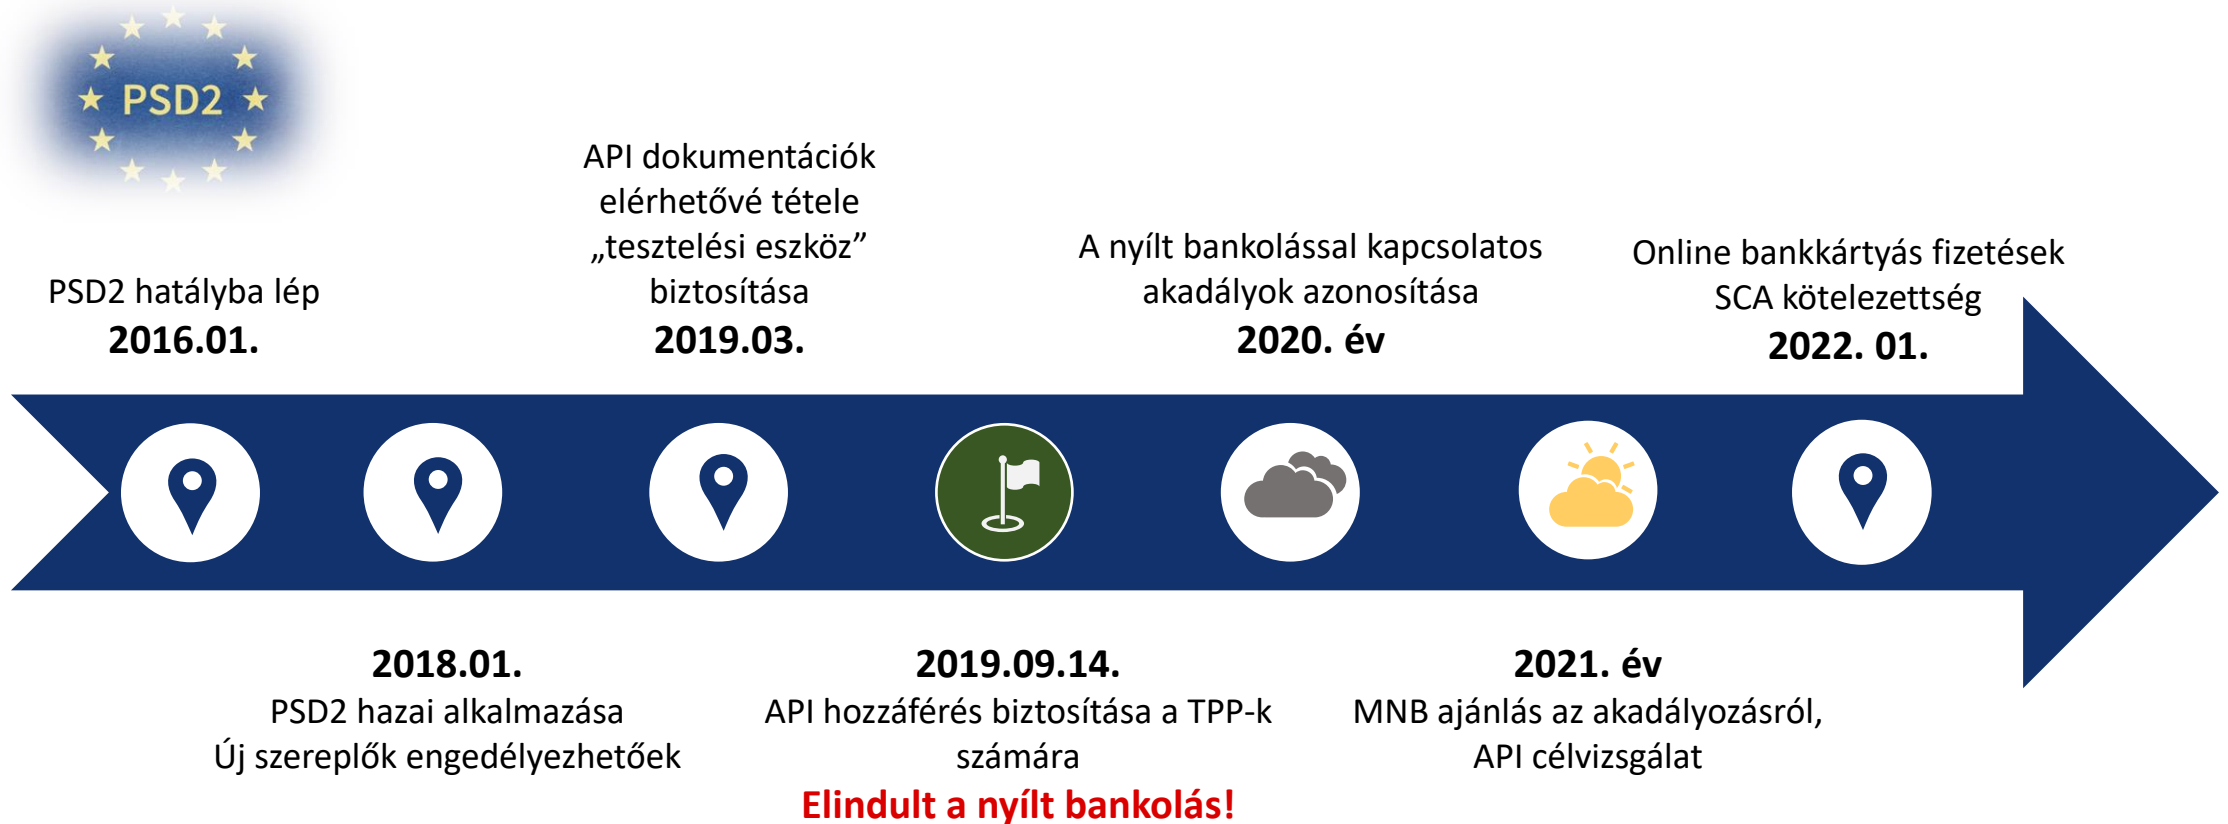 PSD2
PSD2 hatályba lép
2016.01.
2018.01.
PSD2 hazai alkalmazása
Új szereplők engedélyezhetőek
API dokumentációk
elérhetővé tétele
„tesztelési eszköz”
biztosítása
2019.03.
2019.09.14.
API hozzáférés biztosítása a TPP-k
számára
Elindult a nyílt bankolás!
A nyílt bankolással kapcsolatos
akadályok azonosítása
2020. év
2021. év
MNB ajánlás az akadályozásról,
API célvizsgálat
Online bankkártyás fizetések
SCA kötelezettség
2022. 01.